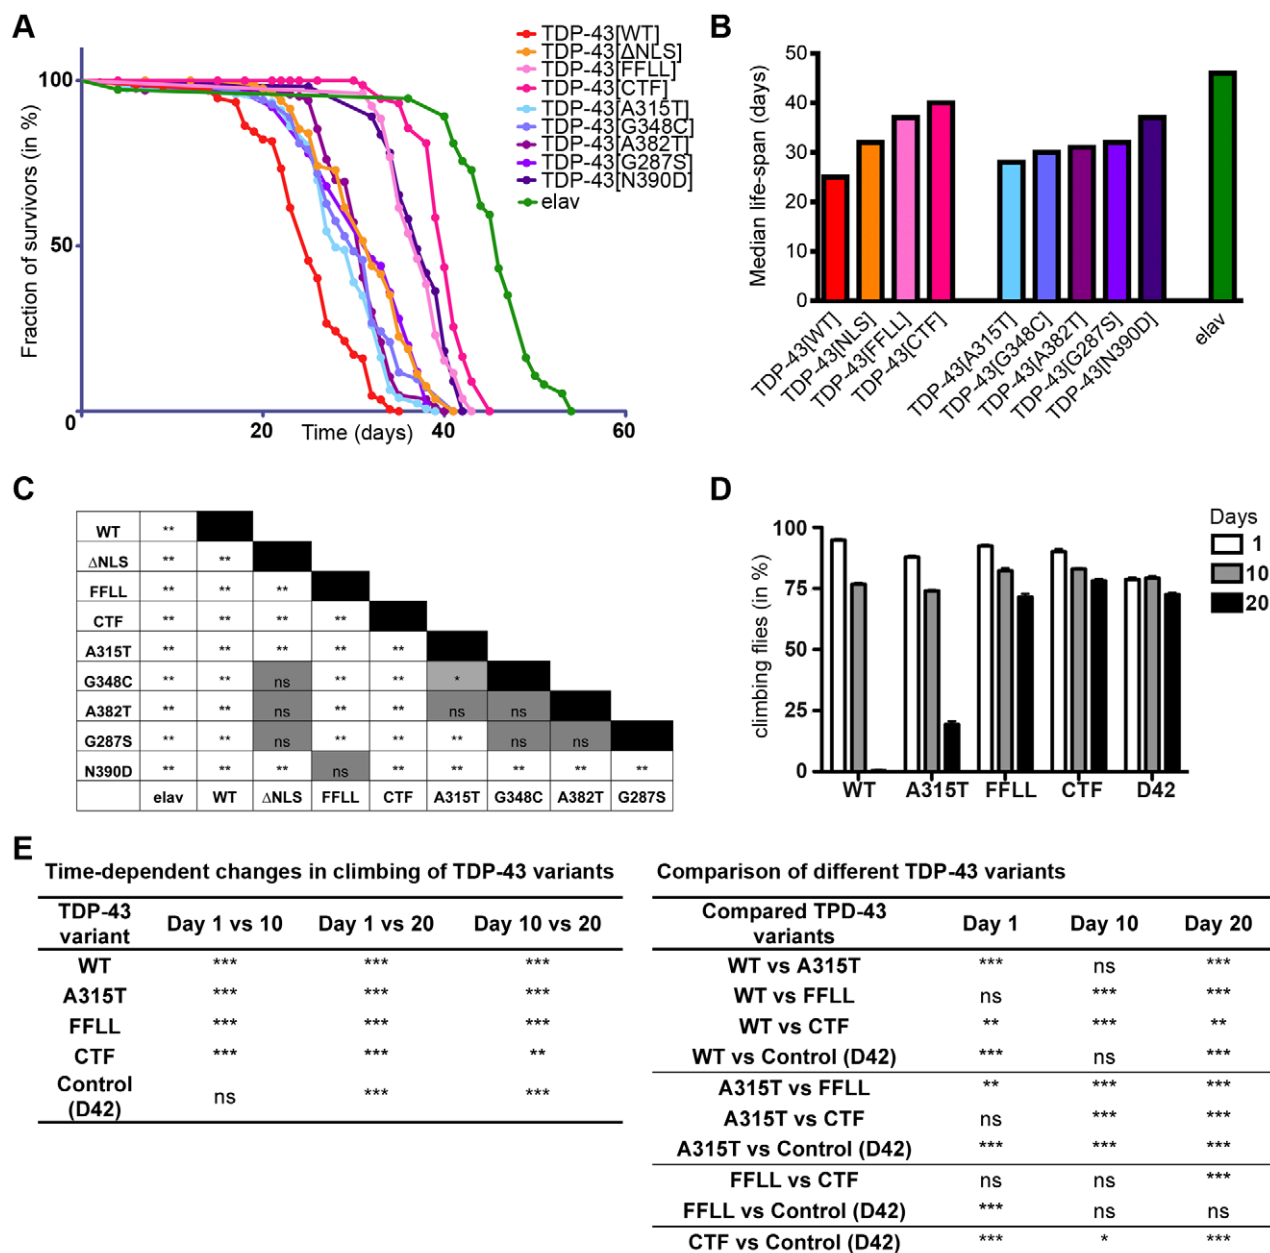 A
TDP-43[WT]
TDP-43[ΔNLS]
TDP-43[FFLL]
TDP-43[CTF]
TDP-43[A315T]
TDP-43[G348C]
TDP-43[A382T]
TDP-43[G287S]
TDP-43[N390D]
elav
Fraction of survivors (in %)
100
50
0
20
40
60
Time (days)
B
Median life-span (days)
50
40
30
20
10
0
TDP-43[WT]
TDP-43[NLS]
TDP-43[FFLL]
TDP-43[CTF]
TDP-43[A315T]
TDP-43[G348C]
TDP-43[A382T]
TDP-43[G287S]
TDP-43[N390D]
elav
C
WT **
ΔNLS ** **
FFLL ** ** **
CTF ** ** ** **
A315T ** ** ** ** **
G348C ** ** ns ** ** *
A382T ** ** ns ** ** ns ns
G287S ** ** ns ** ** ** ns ns
N390D ** ** ** ns ** ** ** ** **
elav WT ΔNLS FFLL CTF A315T G348C A382T G287S
D
climbing flies (in %)
100
75
50
25
0
WT A315T FFLL CTF D42
Days
1
10
20
E
Time-dependent changes in climbing of TDP-43 variants
TDP-43 variant Day 1 vs 10 Day 1 vs 20 Day 10 vs 20
WT *** *** ***
A315T *** *** ***
FFLL *** *** ***
CTF *** *** **
Control (D42) ns *** ***
Comparison of different TDP-43 variants
Compared TPD-43 variants Day 1 Day 10 Day 20
WT vs A315T *** ns ***
WT vs FFLL ns *** ***
WT vs CTF ** *** **
WT vs Control (D42) *** ns ***
A315T vs FFLL ** *** ***
A315T vs CTF ns *** ***
A315T vs Control (D42) *** *** ***
FFLL vs CTF ns ns ***
FFLL vs Control (D42) *** ns ns
CTF vs Control (D42) *** * ***